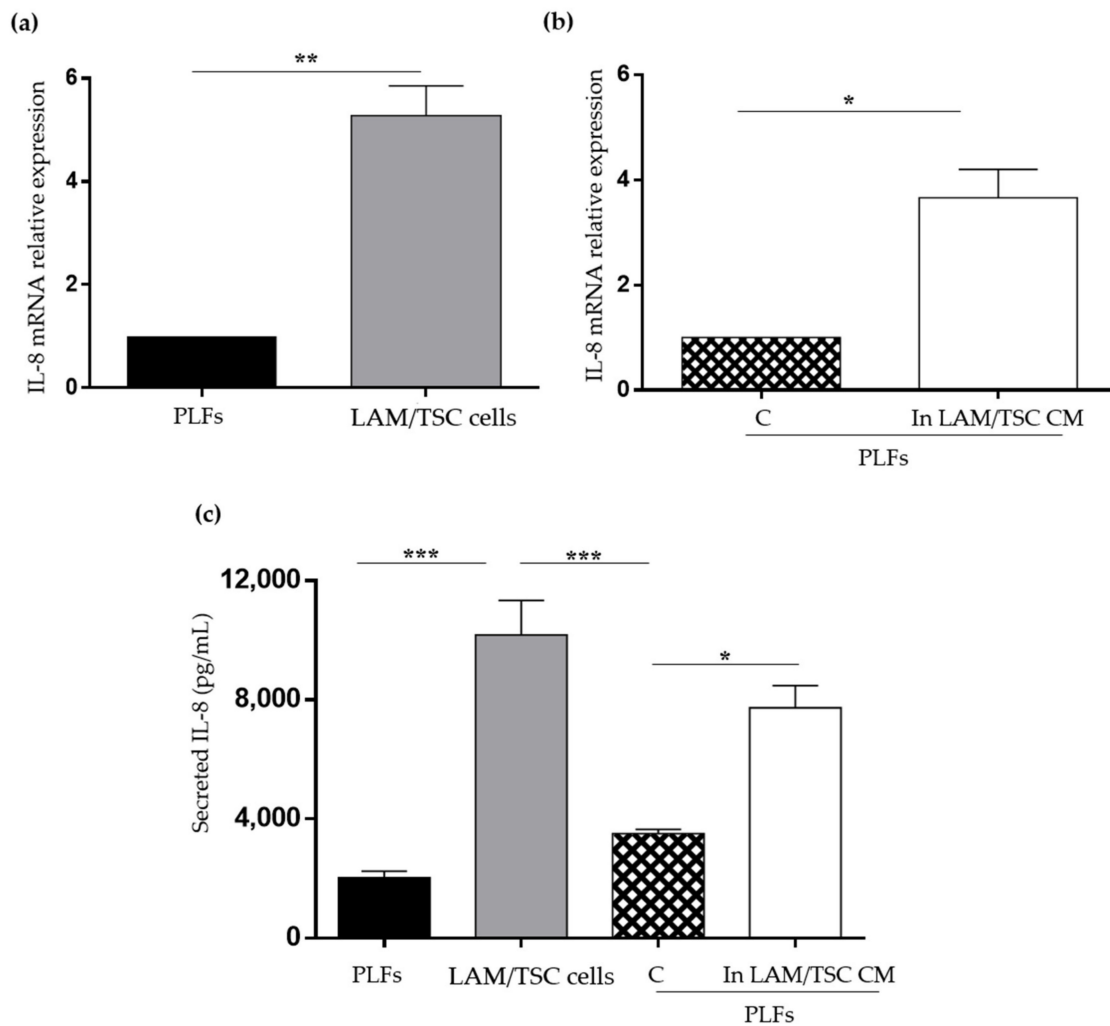 (a)
**
IL-8 mRNA relative expression
6
4
2
0
PLFs
LAM/TSC cells
(b)
*
IL-8 mRNA relative expression
6
4
2
0
C
In LAM/TSC CM
PLFs
(c)
***
***
*
Secreted IL-8 (pg/mL)
12,000
8,000
4,000
0
PLFs
LAM/TSC cells
C
In LAM/TSC CM
PLFs